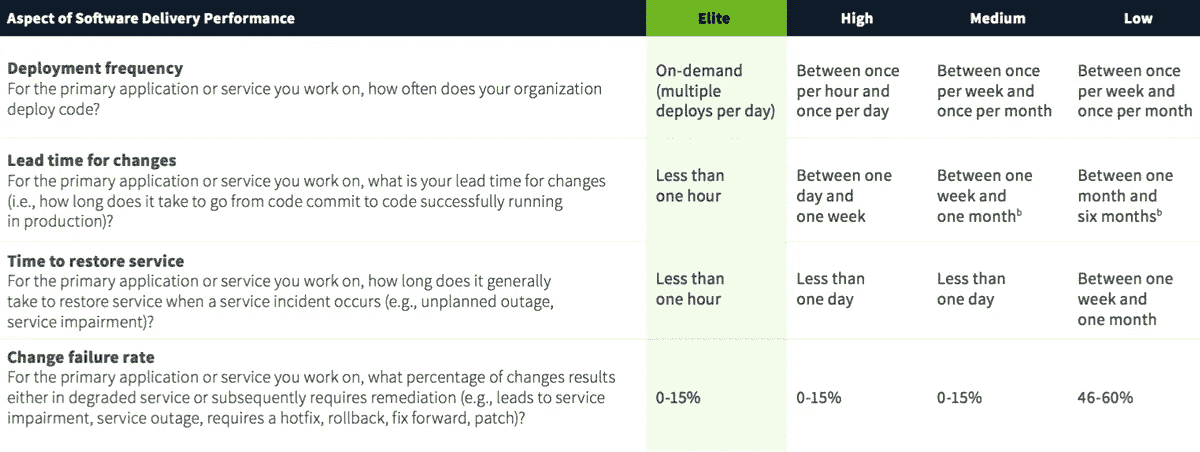 Aspect of Software Delivery Performance Elite High Medium Low
Deployment frequency
For the primary application or service you work on, how often does your organization
deploy code?
On-demand
(multiple
deploys per day)
Between once
per hour and
once per day
Between once
per week and
once per month
Between once
per week and
once per month
Lead time for changes
For the primary application or service you work on, what is your lead time for changes
(i.e., how long does it take to go from code commit to code successfully running
in production)?
Less than
one hour
Between one
day and
one week
Between one
week and
one monthᵇ
Between one
month and
six monthsᵇ
Time to restore service
For the primary application or service you work on, how long does it generally
take to restore service when a service incident occurs (e.g., unplanned outage,
service impairment)?
Less than
one hour
Less than
one day
Less than
one day
Between one
week and
one month
Change failure rate
For the primary application or service you work on, what percentage of changes results
either in degraded service or subsequently requires remediation (e.g., leads to service
impairment, service outage, requires a hotfix, rollback, fix forward, patch)?
0-15%
0-15%
0-15%
46-60%